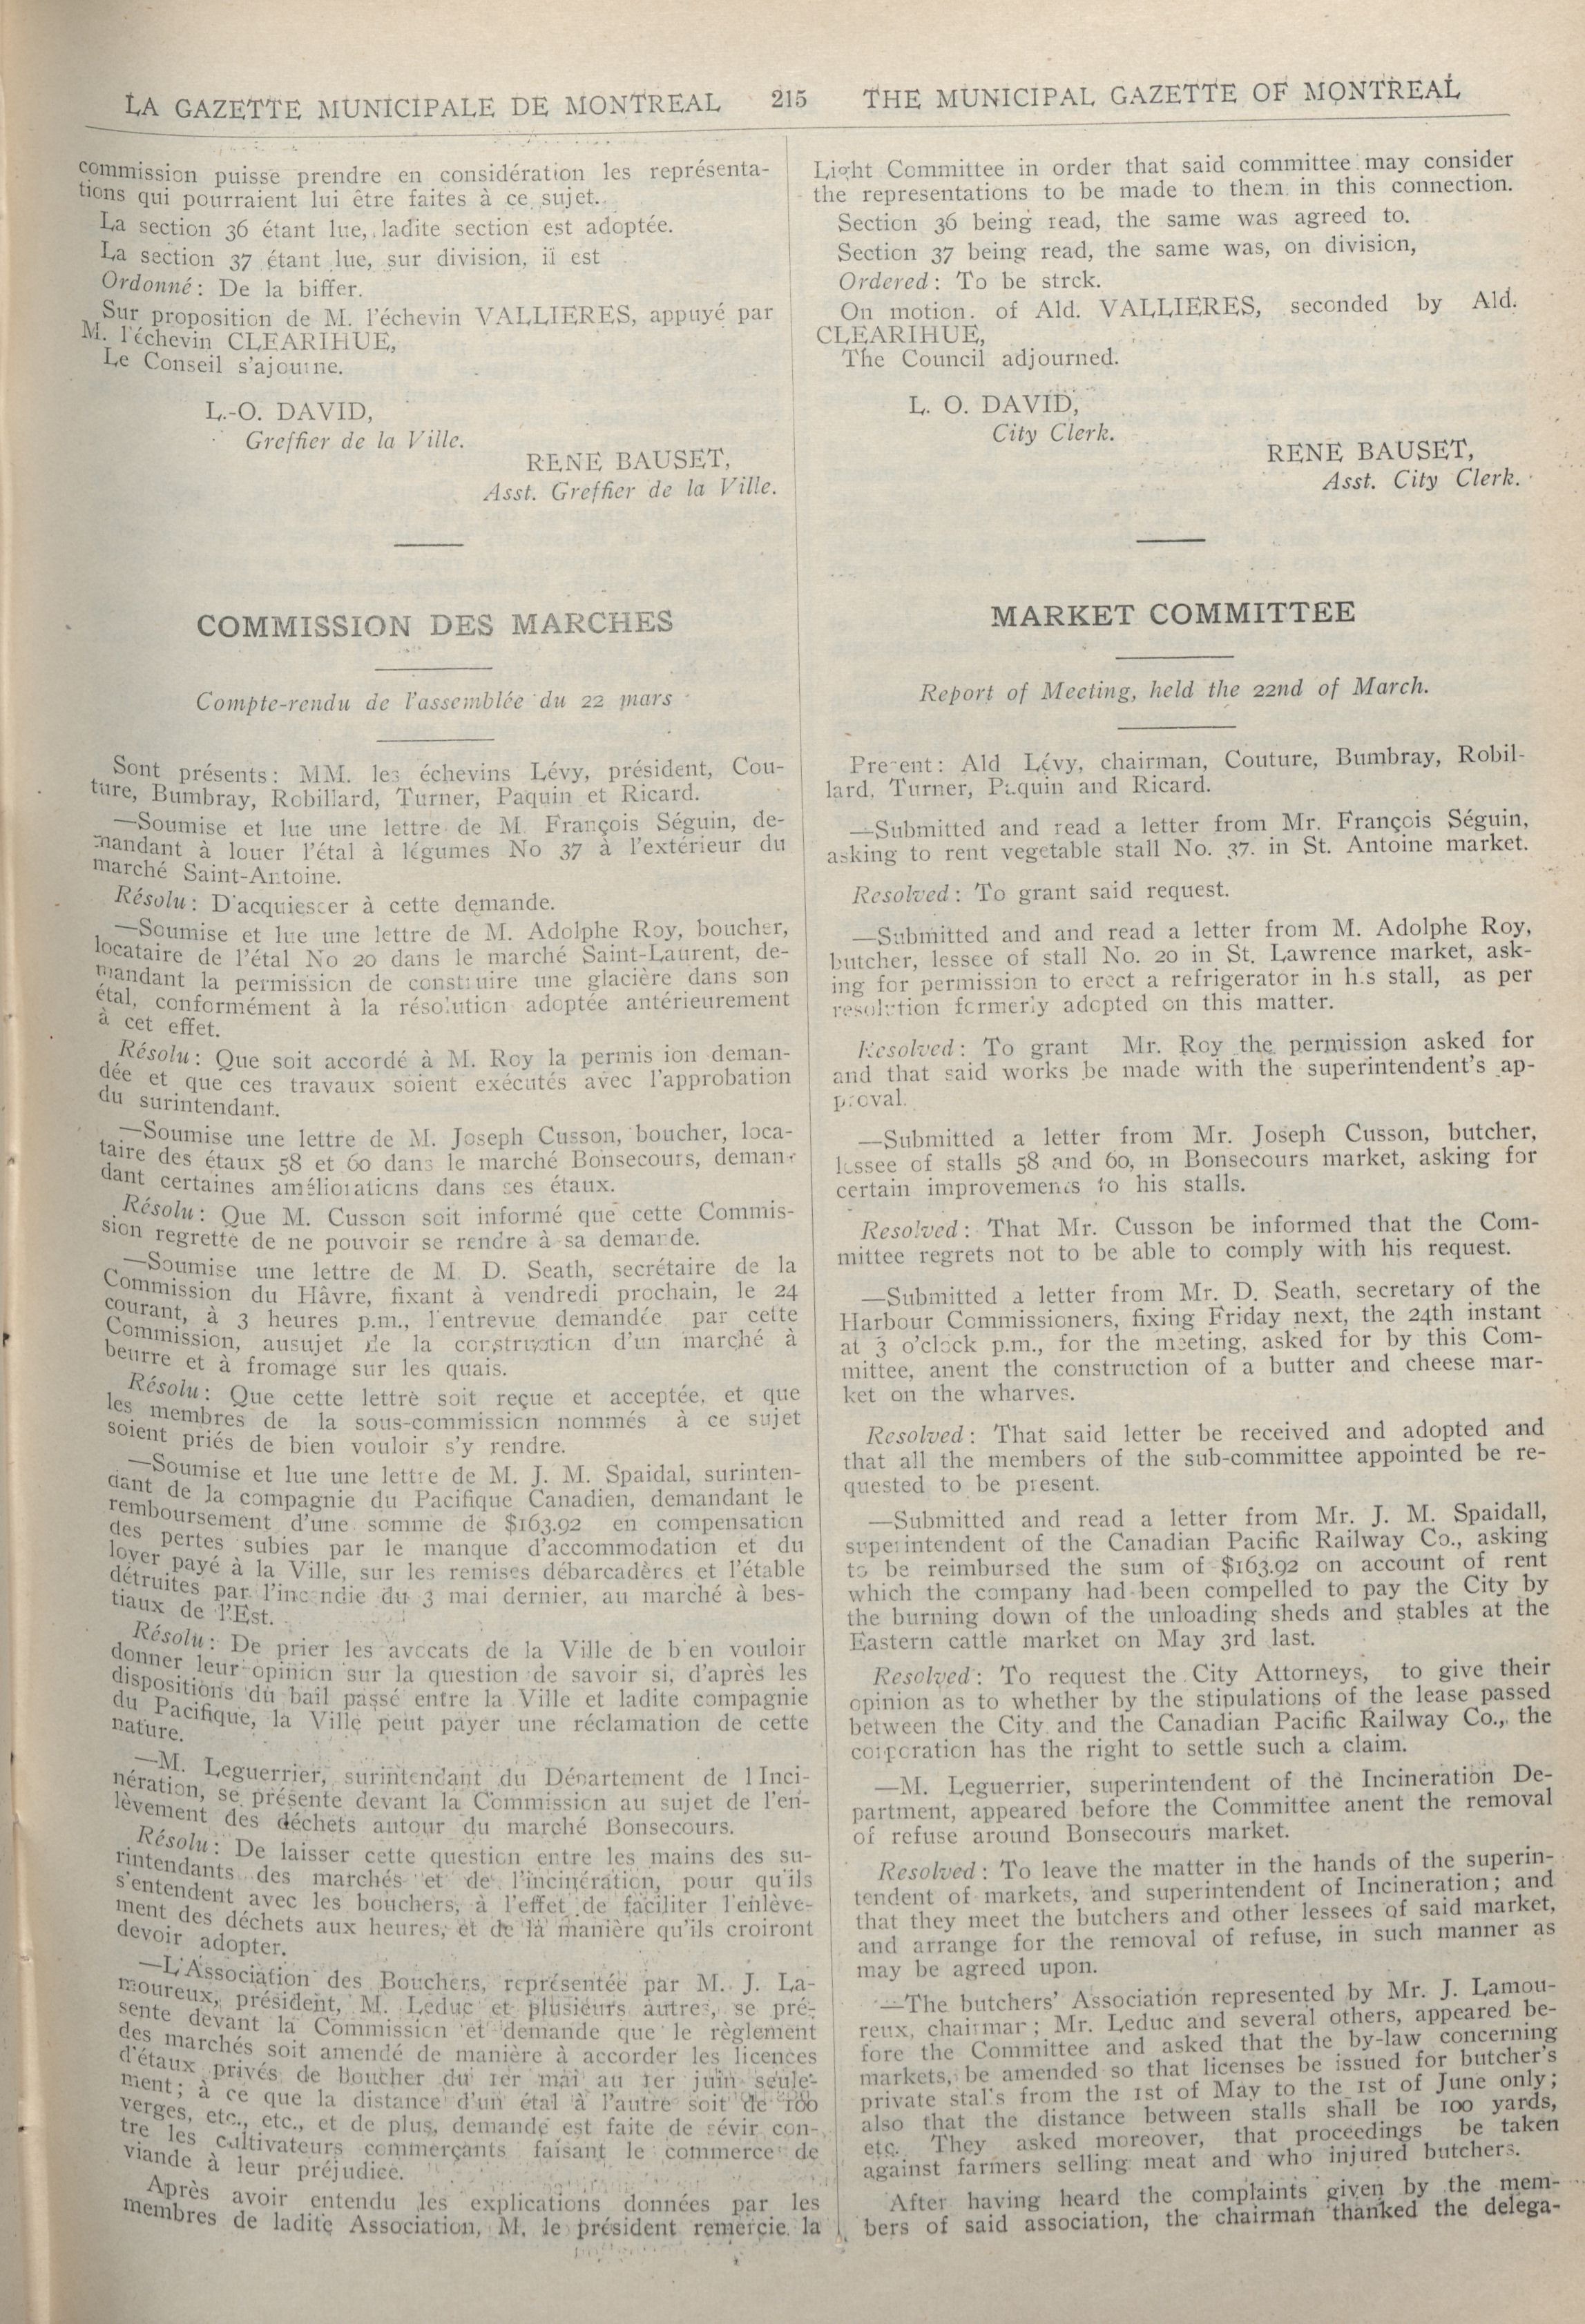 LA GAZETTE MUNICIPALE DE MONTREAL 215 THE MUNICIPAL GAZETTE OF MONTREAL
commission puisse prendre en considération les représenta-
tions qui pourraient lui être faites à ce sujet.
La section 36 étant lue, ladite section est adoptée.
La section 37 étant lue, sur division, il est
Ordonné: De la biffer.
Sur proposition de M. l'échevin VALLIERES, appuyé par
M. l'échevin CLEARIHUE,
Le Conseil s'ajourne.
L.-O. DAVID,
Greffier de la Ville.
RENE BAUSET,
Asst. Greffier de la Ville.
COMMISSION DES MARCHES
Compte-rendu de l'assemblée du 22 mars
Sont présents: MM. les échevins Lévy, président, Cou-
ture, Bumbray, Robillard, Turner, Paquin et Ricard.
—Soumise et lue une lettre de M. François Séguin, de-
mandant à louer l'étal à légumes No 37 à l'extérieur du
marché Saint-Antoine.
Résolu: D'acquiescer à cette demande.
—Soumise et lue une lettre de M. Adolphe Roy, boucher,
locataire de l'étal No 20 dans le marché Saint-Laurent, de-
mandant la permission de construire une glacière dans son
étal, conformément à la résolution adoptée antérieurement
à cet effet.
Résolu: Que soit accordé à M. Roy la permis ion deman-
dée et que ces travaux soient exécutés avec l'approbation
du surintendant.
—Soumise une lettre de M. Joseph Cusson, boucher, loca-
taire des étaux 58 et 60 dans le marché Bonsecours, deman-
dant certaines améliorations dans ses étaux.
Résolu: Que M. Cusson soit informé que cette Commis-
sion regrette de ne pouvoir se rendre à sa demande.
—Soumise une lettre de M. D. Seath, secrétaire de la
Commission du Hâvre, fixant à vendredi prochain, le 24
courant, à 3 heures p.m., l'entrevue demandée par cette
Commission, ausujet de la construction d'un marché à
beurre et à fromage sur les quais.
Résolu: Que cette lettre soit reçue et acceptée, et que
les membres de la sous-commission nommés à ce sujet
soient priés de bien vouloir s'y rendre.
—Soumise et lue une lettre de M. J. M. Spaidal, surinten-
dant de la compagnie du Pacifique Canadien, demandant le
remboursement d'une somme de $163.92 en compensation
des pertes subies par le manque d'accommodation et du
loyer payé à la Ville, sur les remises débarcadères et l'étable
détruites par l'incendie du 3 mai dernier, au marché à bes-
tiaux de l'Est.
Résolu: De prier les avocats de la Ville de b'en vouloir
donner leur opinion sur la question de savoir si, d'après les
dispositions du bail passé entre la Ville et ladite compagnie
du Pacifique, la Ville peut payer une réclamation de cette
nature.
—M. Leguerrier, surintendant du Département de l'Inci-
nération, se présente devant la Commission au sujet de l'en-
lèvement des déchets autour du marché Bonsecours.
Résolu: De laisser cette question entre les mains des su-
rintendants des marchés et de l'incinération, pour qu'ils
s'entendent avec les bouchers, à l'effet de faciliter l'enlève-
ment des déchets aux heures, et de la manière qu'ils croiront
devoir adopter.
—L'Association des Bouchers, représentée par M. J. La-
moureux, président, M. Leduc et plusieurs autres, se pré-
sente devant la Commission et demande que le règlement
des marchés soit amendé de manière à accorder les licences
d'étaux privés de Boucher du 1er mai au 1er juin seule-
ment; à ce que la distance d'un étal à l'autre soit de 100
verges, etc., etc., et de plus, demande est faite de sévir con-
tre les cultivateurs commerçants faisant le commerce de
viande à leur préjudice.
Après avoir entendu les explications données par les
membres de ladite Association, M. le président remercie la
Light Committee in order that said committee may consider
the representations to be made to them in this connection.
Section 36 being read, the same was agreed to.
Section 37 being read, the same was, on division,
Ordered: To be strck.
On motion. of Ald. VALLIERES, seconded by Ald.
CLEARIHUE,
The Council adjourned.
L. O. DAVID,
City Clerk.
RENE BAUSET,
Asst. City Clerk.
MARKET COMMITTEE
Report of Meeting, held the 22nd of March.
Present: Ald Lévy, chairman, Couture, Bumbray, Robil-
lard, Turner, Paquin and Ricard.
—Submitted and read a letter from Mr. François Séguin,
asking to rent vegetable stall No. 37. in St. Antoine market.
Resolved: To grant said request.
—Submitted and and read a letter from M. Adolphe Roy,
butcher, lessee of stall No. 20 in St. Lawrence market, ask-
ing for permission to erect a refrigerator in h.s stall, as per
resolution formerly adopted on this matter.
Resolved: To grant Mr. Roy the permission asked for
and that said works be made with the superintendent's ap-
proval.
—Submitted a letter from Mr. Joseph Cusson, butcher,
lessee of stalls 58 and 60, in Bonsecours market, asking for
certain improvements to his stalls.
Resolved: That Mr. Cusson be informed that the Com-
mittee regrets not to be able to comply with his request.
—Submitted a letter from Mr. D. Seath, secretary of the
Harbour Commissioners, fixing Friday next, the 24th instant
at 3 o'clock p.m., for the meeting, asked for by this Com-
mittee, anent the construction of a butter and cheese mar-
ket on the wharves.
Resolved: That said letter be received and adopted and
that all the members of the sub-committee appointed be re-
quested to be present.
—Submitted and read a letter from Mr. J. M. Spaidall,
superintendent of the Canadian Pacific Railway Co., asking
to be reimbursed the sum of $163.92 on account of rent
which the company had been compelled to pay the City by
the burning down of the unloading sheds and stables at the
Eastern cattle market on May 3rd last.
Resolved: To request the City Attorneys, to give their
opinion as to whether by the stipulations of the lease passed
between the City and the Canadian Pacific Railway Co., the
corporation has the right to settle such a claim.
—M. Leguerrier, superintendent of the Incineration De-
partment, appeared before the Committee anent the removal
of refuse around Bonsecours market.
Resolved: To leave the matter in the hands of the superin-
tendent of markets, and superintendent of Incineration; and
that they meet the butchers and other lessees of said market,
and arrange for the removal of refuse, in such manner as
may be agreed upon.
—The butchers' Association represented by Mr. J. Lamou-
reux, chairman; Mr. Leduc and several others, appeared be-
fore the Committee and asked that the by-law concerning
markets, be amended so that licenses be issued for butcher's
private stal's from the 1st of May to the 1st of June only;
also that the distance between stalls shall be 100 yards,
etc. They asked moreover, that proceedings be taken
against farmers selling meat and who injured butchers.
After having heard the complaints given by the mem-
bers of said association, the chairman thanked the delega-